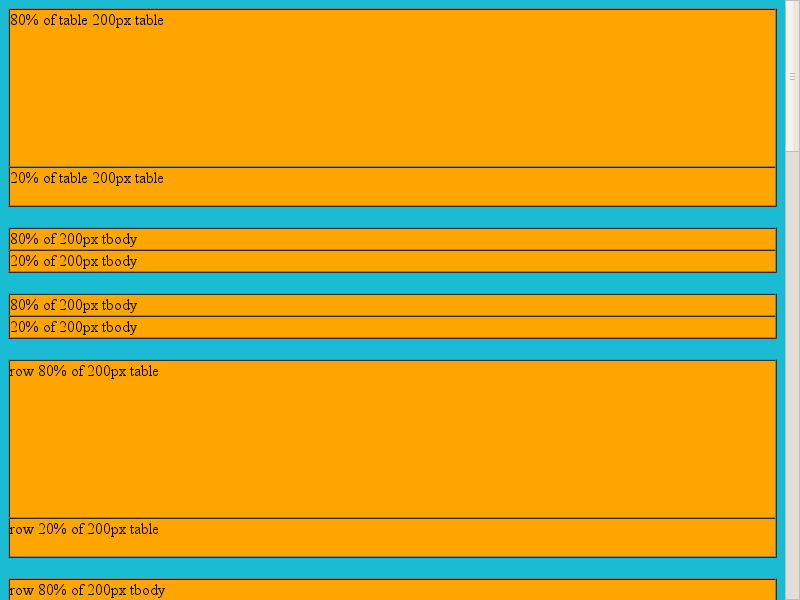 80% of table 200px table
20% of table 200px table
80% of 200px tbody
20% of 200px tbody
80% of 200px tbody
20% of 200px tbody
row 80% of 200px table
row 20% of 200px table
row 80% of 200px tbody